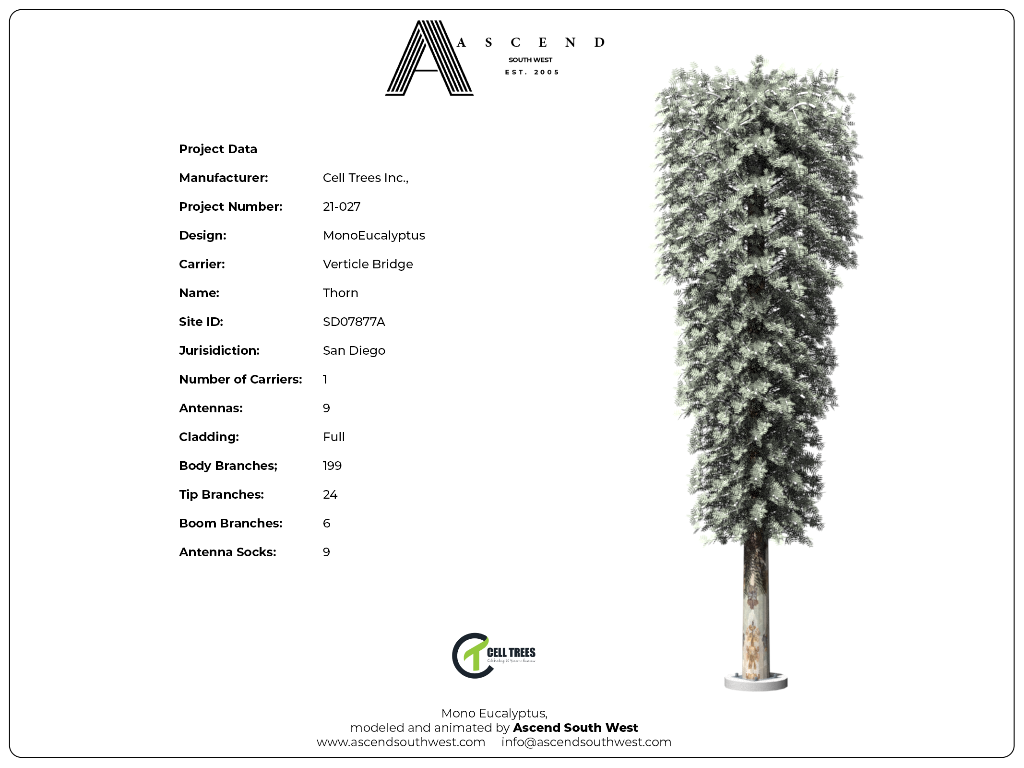 A S C E N D
SOUTH WEST
EST. 2005
Project Data
Manufacturer: Cell Trees Inc.,
Project Number: 21-027
Design: MonoEucalyptus
Carrier: Verticle Bridge
Name: Thorn
Site ID: SD07877A
Jurisidiction: San Diego
Number of Carriers: 1
Antennas: 9
Cladding: Full
Body Branches; 199
Tip Branches: 24
Boom Branches: 6
Antenna Socks: 9
CELL TREES
Mono Eucalyptus,
modeled and animated by Ascend South West
www.ascendsouthwest.com info@ascendsouthwest.com